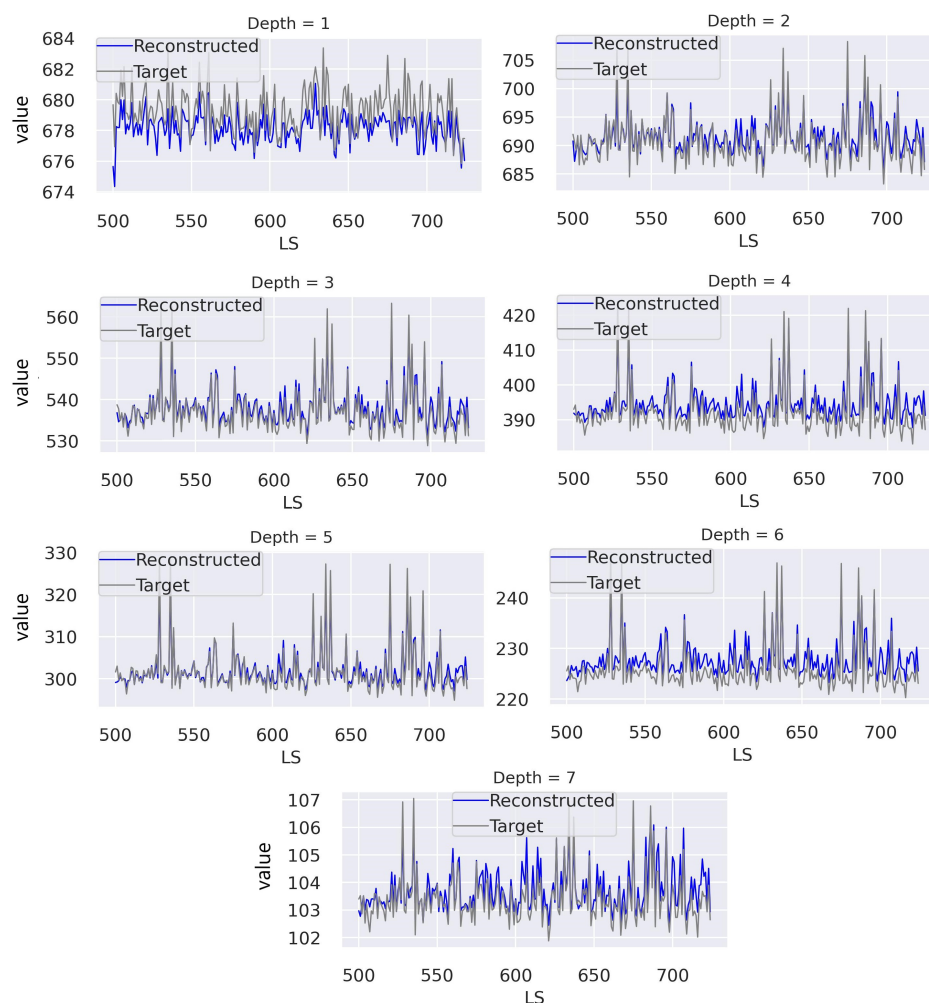 Depth = 1
Reconstructed
Target
684
682
680
678
676
674
value
500
550
600
650
700
LS
Depth = 2
Reconstructed
Target
705
700
695
690
685
500
550
600
650
700
LS
Depth = 3
Reconstructed
Target
560
550
540
530
value
500
550
600
650
700
LS
Depth = 4
Reconstructed
Target
420
410
400
390
500
550
600
650
700
LS
Depth = 5
Reconstructed
Target
330
320
310
300
value
500
550
600
650
700
LS
Depth = 6
Reconstructed
Target
240
230
220
500
550
600
650
700
LS
Depth = 7
Reconstructed
Target
107
106
105
104
103
102
value
500
550
600
650
700
LS